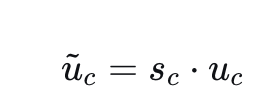 ũ_c = s_c · u_c